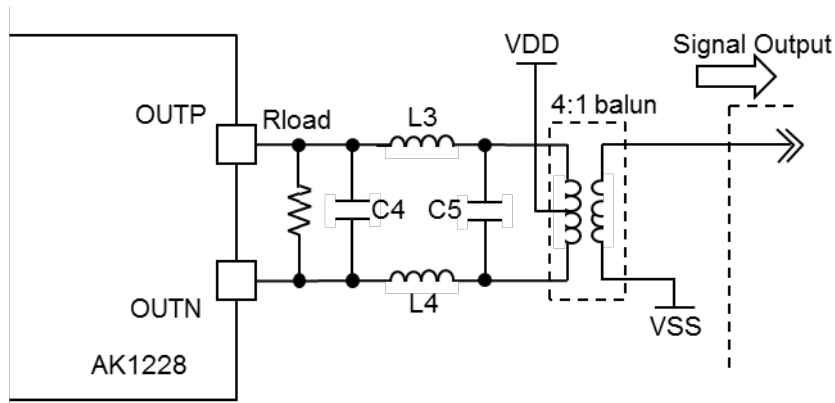 VDD
Signal Output
4:1 balun
OUTP
Rload
L3
C4
C5
L4
OUTN
VSS
AK1228